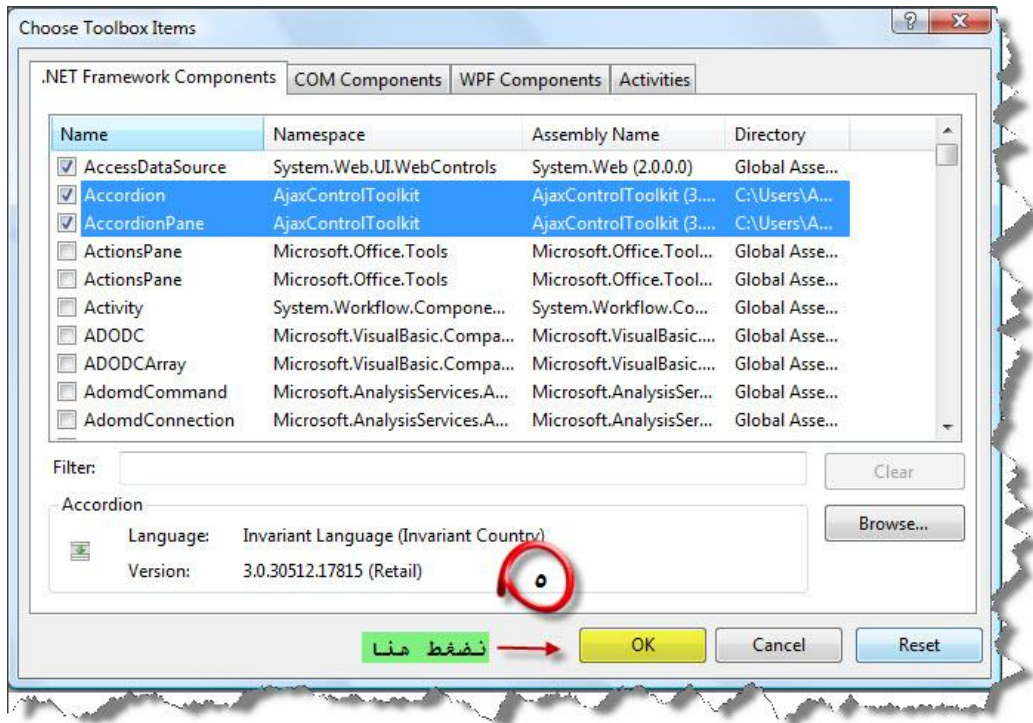 Choose Toolbox Items
.NET Framework Components COM Components WPF Components Activities
Name Namespace Assembly Name Directory
AccessDataSource System.Web.UI.WebControls System.Web (2.0.0.0) Global Asse...
Accordion AjaxControlToolkit AjaxControlToolkit (3.... C:\Users\A...
AccordionPane AjaxControlToolkit AjaxControlToolkit (3.... C:\Users\A...
ActionsPane Microsoft.Office.Tools Microsoft.Office.Tool... Global Asse...
ActionsPane Microsoft.Office.Tools Microsoft.Office.Tool... Global Asse...
Activity System.Workflow.Compone... System.Workflow.Co... Global Asse...
ADODC Microsoft.VisualBasic.Compa... Microsoft.VisualBasic.... Global Asse...
ADODCArray Microsoft.VisualBasic.Compa... Microsoft.VisualBasic.... Global Asse...
AdomdCommand Microsoft.AnalysisServices.A... Microsoft.AnalysisSer... Global Asse...
AdomdConnection Microsoft.AnalysisServices.A... Microsoft.AnalysisSer... Global Asse...
Filter: Clear
Accordion
Browse...
Language: Invariant Language (Invariant Country)
Version: 3.0.30512.17815 (Retail)
٥
نضغط هنا OK Cancel Reset